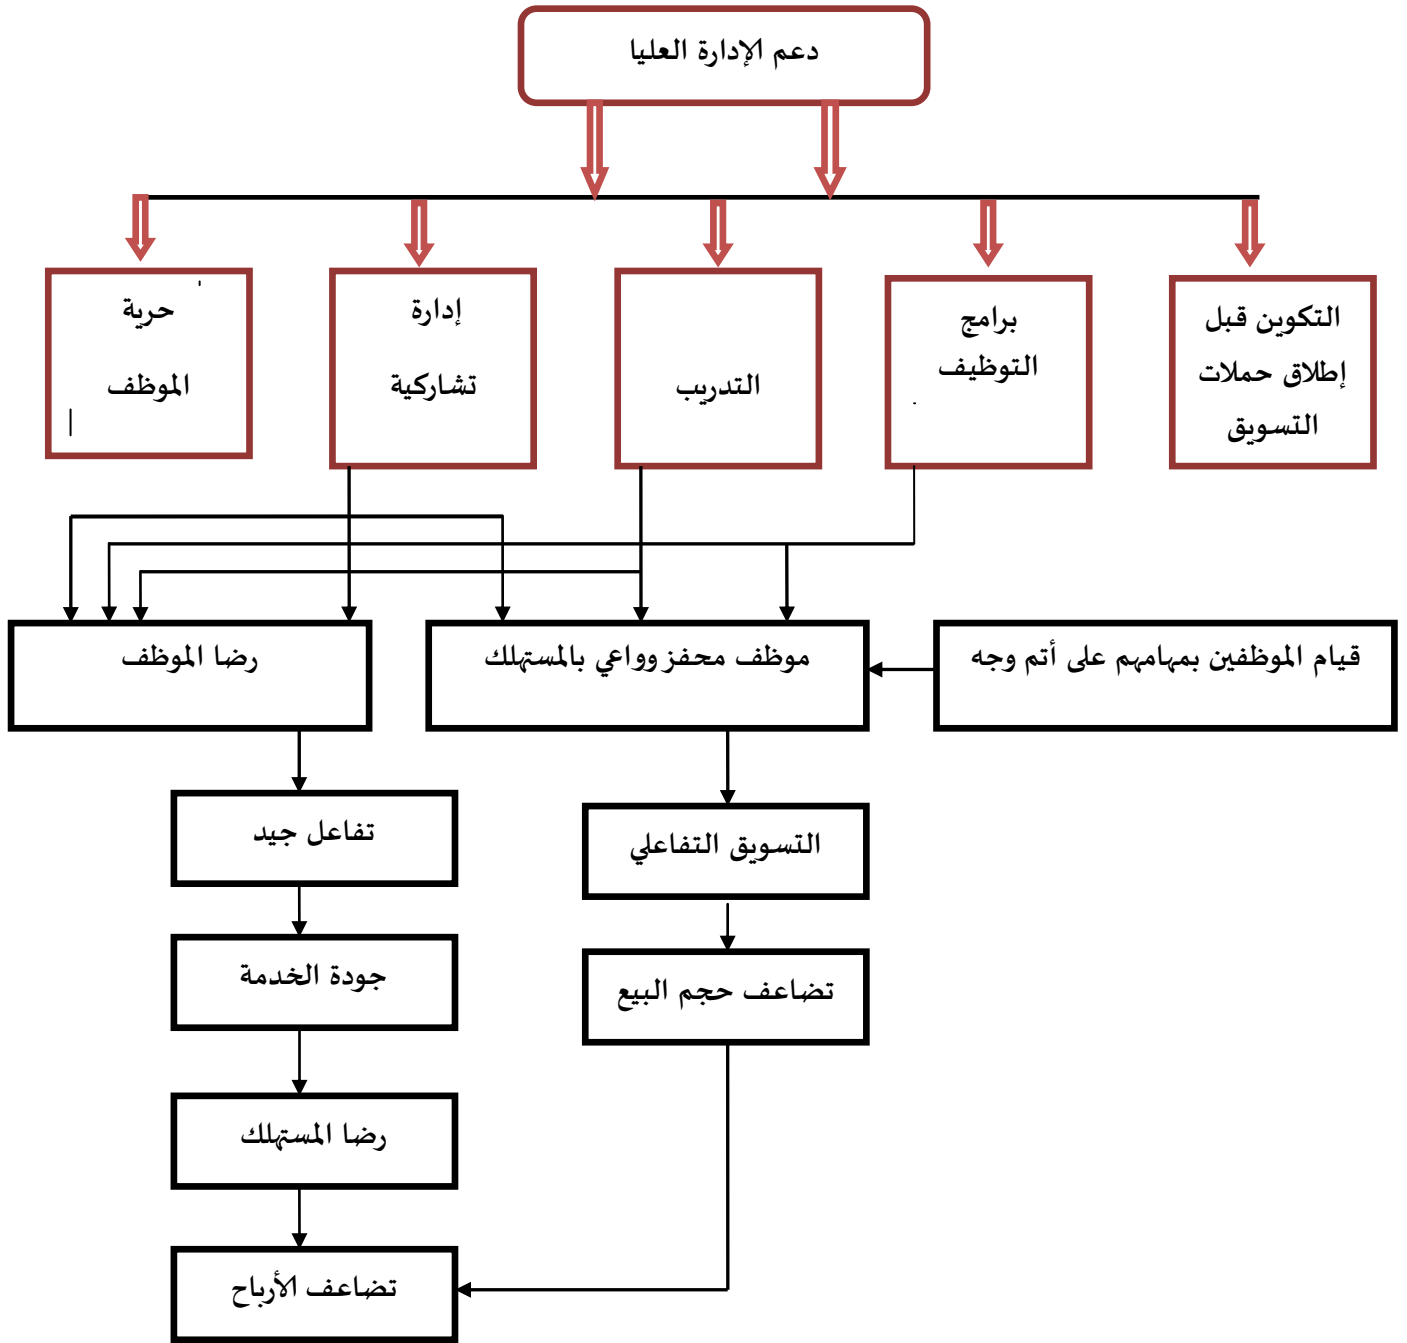 دعم الإدارة العليا
التكوين قبل
إطلاق حملات
التسويق
برامج
التوظيف
التدريب
إدارة
تشاركية
حرية
الموظف
قيام الموظفين بمهامهم على أتم وجه
موظف محفز وواعي بالمستهلك
رضا الموظف
التسويق التفاعلي
تفاعل جيد
تضاعف حجم البيع
جودة الخدمة
رضا المستهلك
تضاعف الأرباح